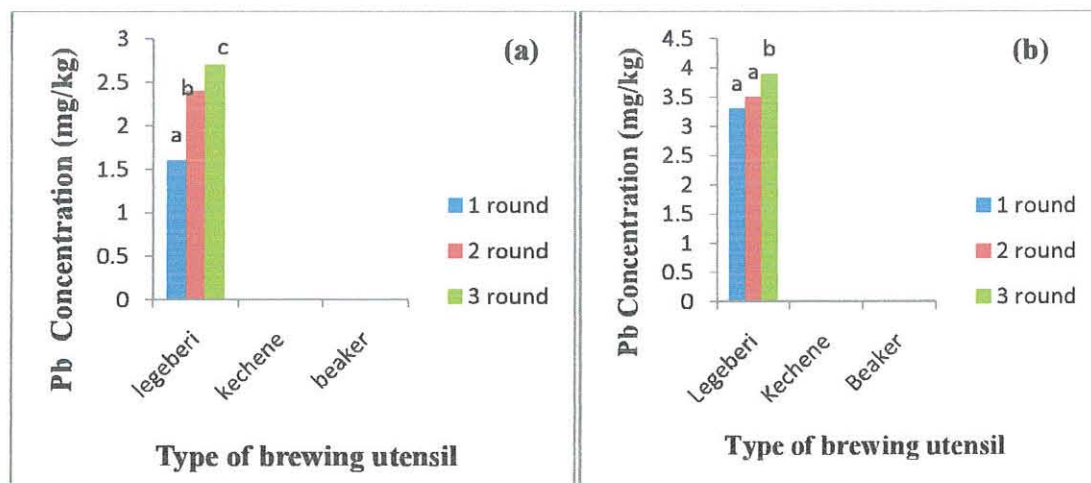 (a)
Pb Concentration (mg/kg)
3
2.5
2
1.5
1
0.5
0
a
b
c
legeberi
kechene
beaker
1 round
2 round
3 round
Type of brewing utensil
(b)
Pb Concentration (mg/kg)
4.5
4
3.5
3
2.5
2
1.5
1
0.5
0
a
a
b
Legeberi
Kechene
Beaker
1 round
2 round
3 round
Type of brewing utensil